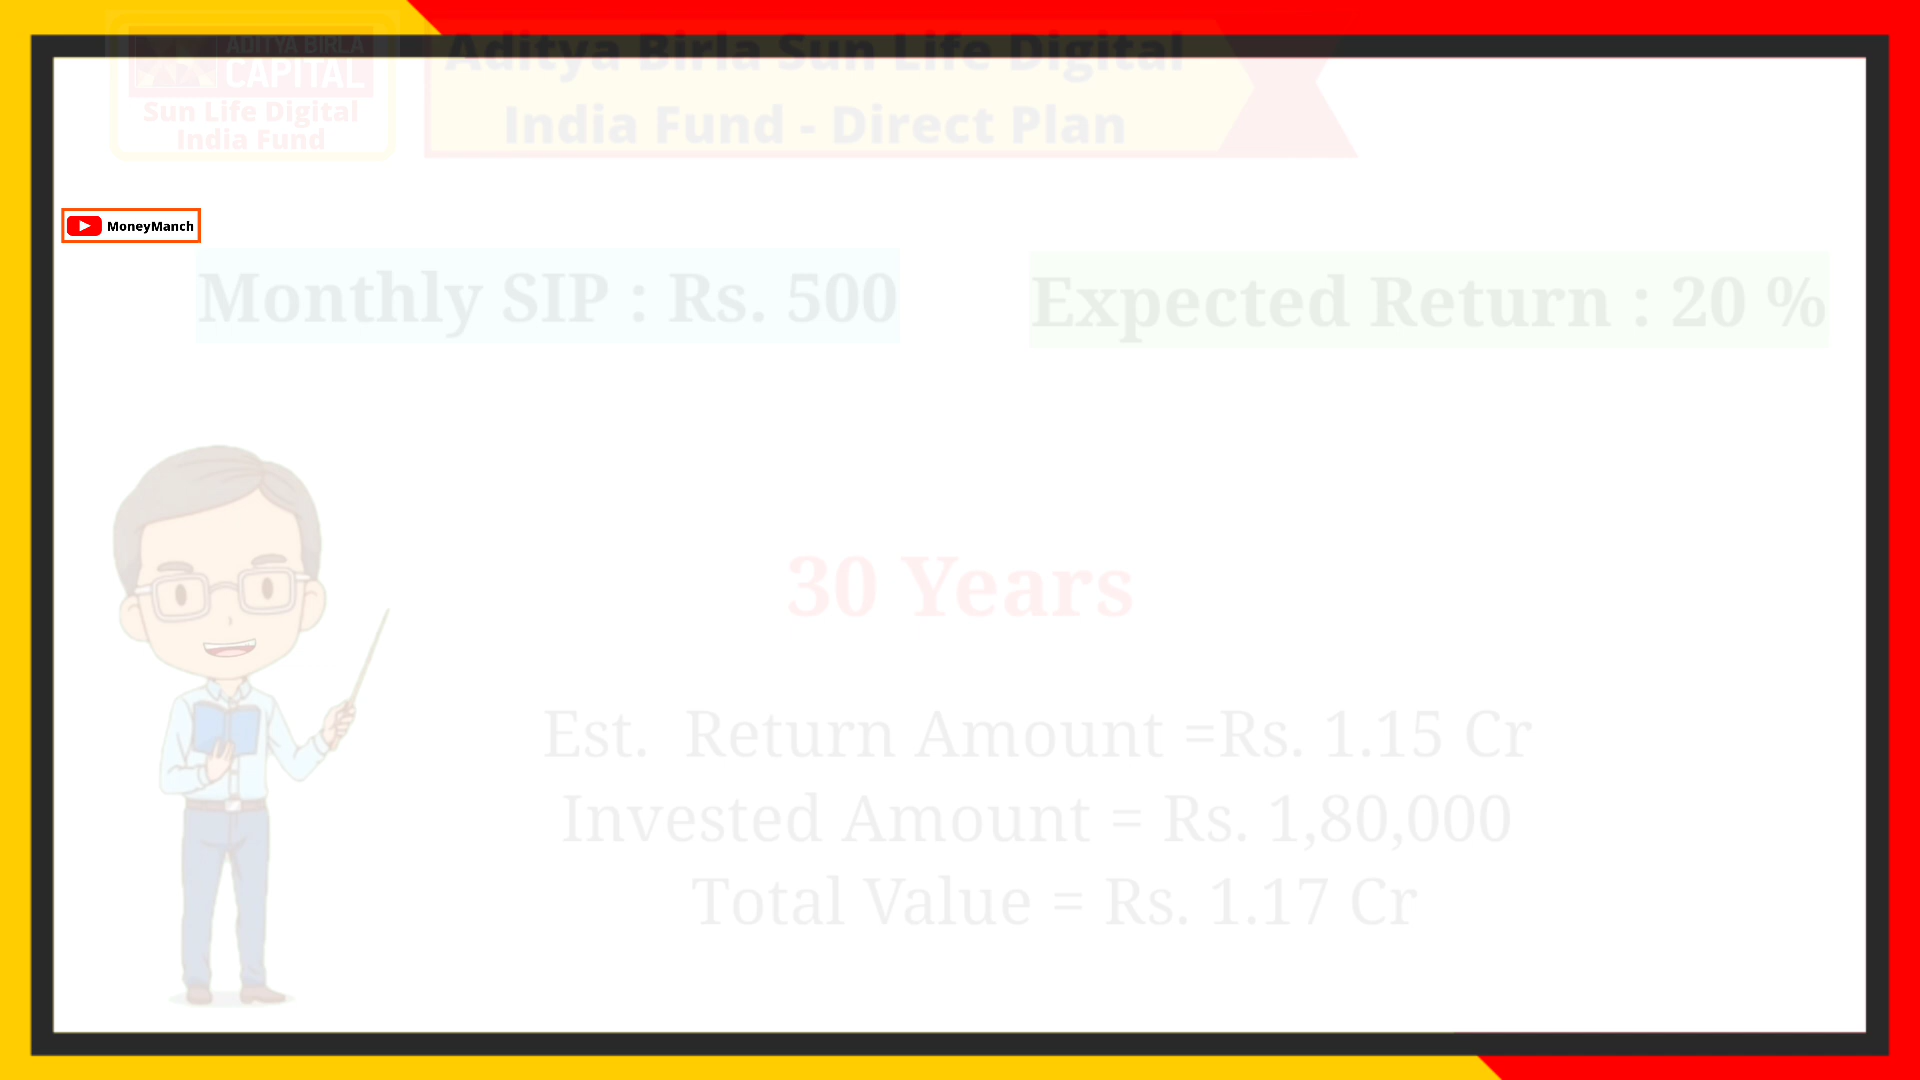 ADITYA BIRLA
CAPITAL
Sun Life Digital
India Fund
Aditya Birla Sun Life Digital
India Fund - Direct Plan
MoneyManch
Monthly SIP : Rs. 500
Expected Return : 20 %
30 Years
Est. Return Amount =Rs. 1.15 Cr
Invested Amount = Rs. 1,80,000
Total Value = Rs. 1.17 Cr